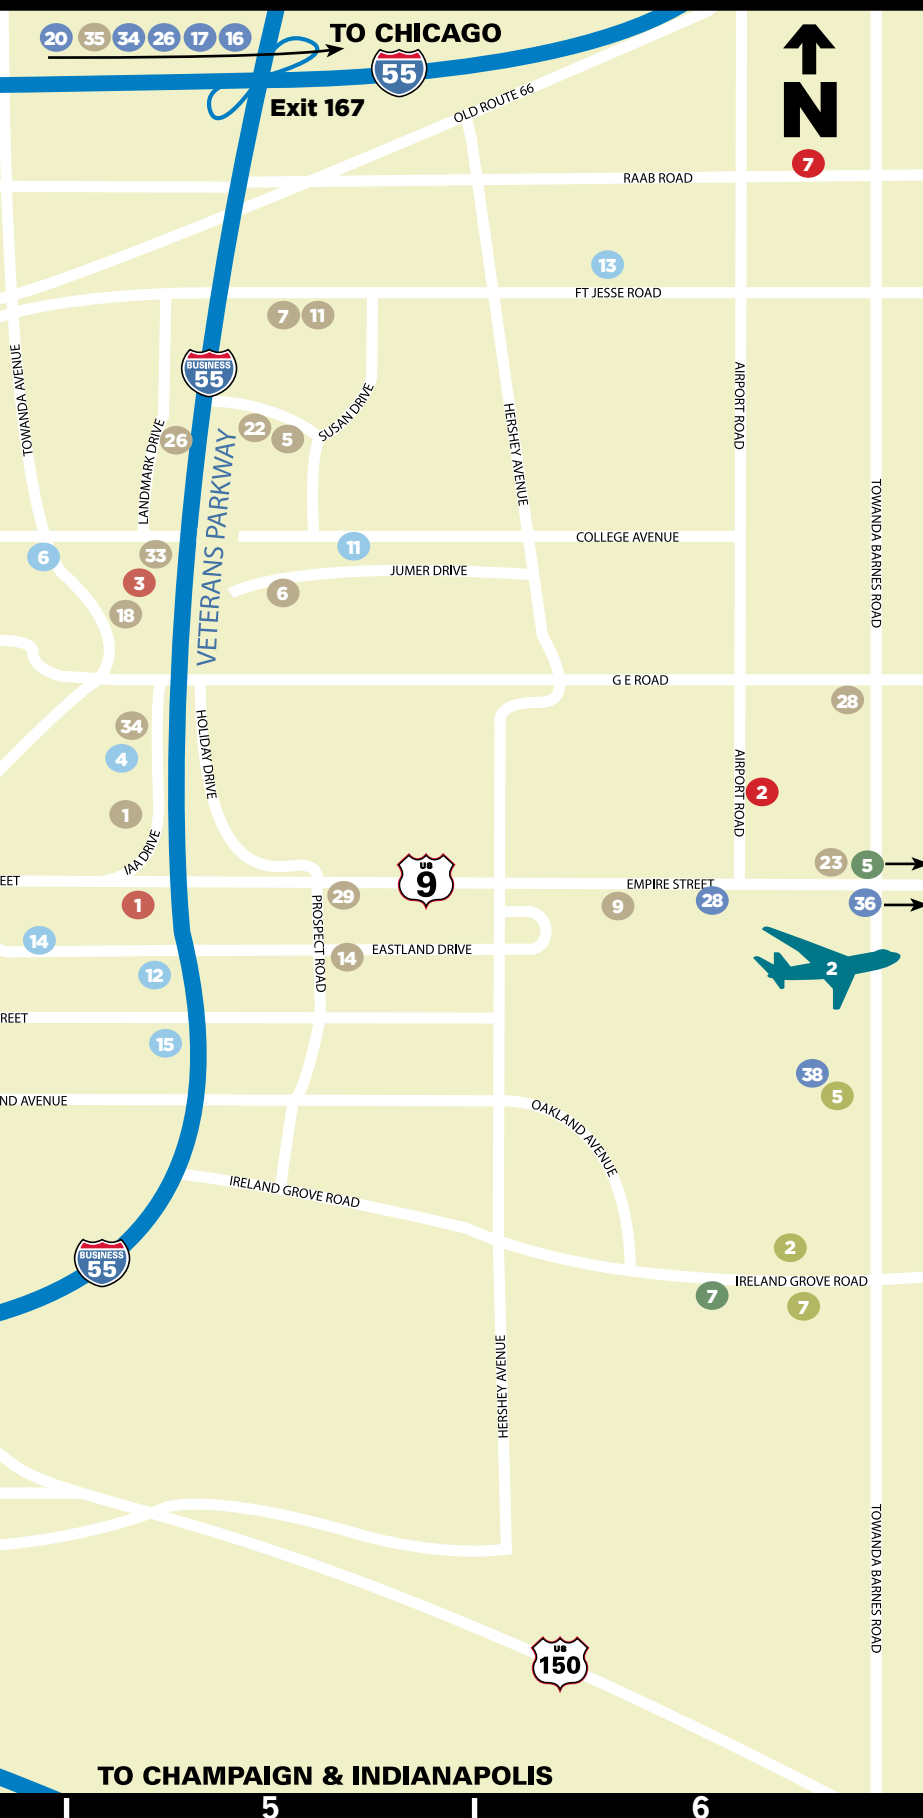 20 35 34 26 17 16
TO CHICAGO
55
Exit 167
OLD ROUTE 66
N
7
RAAB ROAD
13
FT JESSE ROAD
7 11
TOWANDA AVENUE
BUSINESS
55
AIRPORT ROAD
SUSAN DRIVE
HERSHEY AVENUE
LANDMARK DRIVE
26
22
5
VETERANS PARKWAY
TOWANDA BARNES ROAD
COLLEGE AVENUE
6
33
11
JUMER DRIVE
3
6
18
G E ROAD
28
34
HOLIDAY DRIVE
4
AIRPORT ROAD
2
1
IAA DRIVE
23
5
EET
US
9
EMPIRE STREET
29
1
9
28
36
PROSPECT ROAD
14
EASTLAND DRIVE
14
2
12
REET
15
38
5
ND AVENUE
OAKLAND AVENUE
IRELAND GROVE ROAD
2
BUSINESS
55
IRELAND GROVE ROAD
7
7
HERSHEY AVENUE
TOWANDA BARNES ROAD
US
150
TO CHAMPAIGN & INDIANAPOLIS
5
6